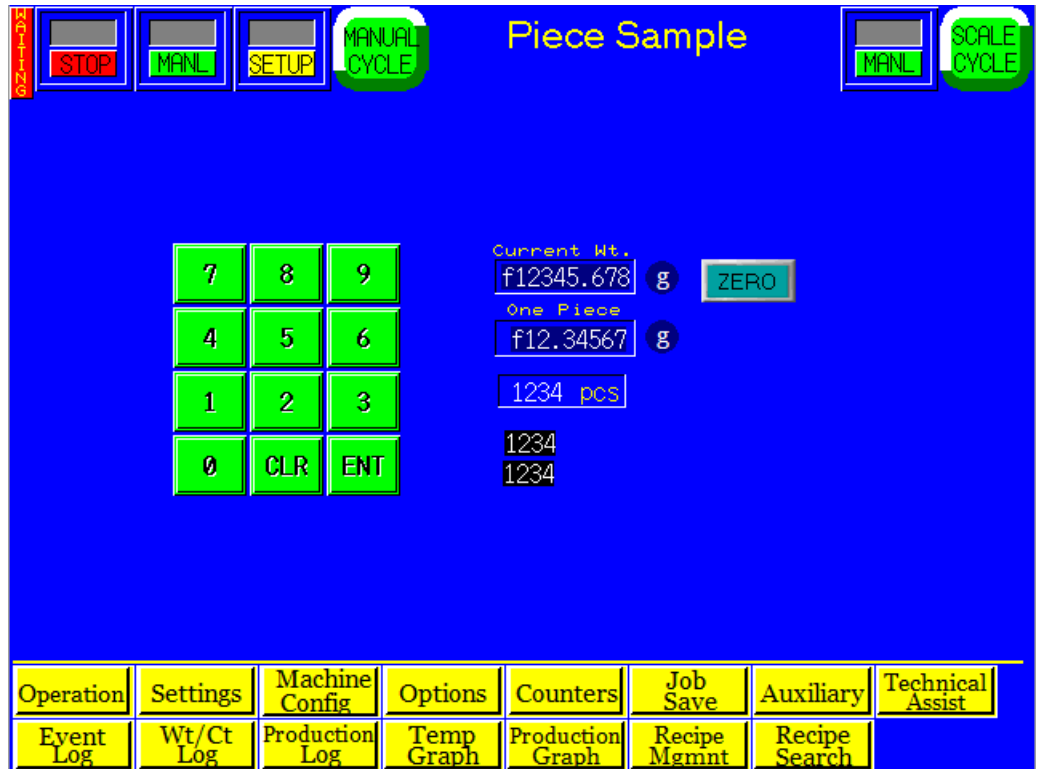 WAITING
STOP
MANL
SETUP
MANUAL
CYCLE
Piece Sample
MANL
SCALE
CYCLE
7 8 9
4 5 6
1 2 3
0 CLR ENT
Current Wt.
f12345.678 g ZERO
One Piece
f12.34567 g
1234 pcs
1234
1234
Operation
Settings
Machine
Config
Options
Counters
Job
Save
Auxiliary
Technical
Assist
Event
Log
Wt/Ct
Log
Production
Log
Temp
Graph
Production
Graph
Recipe
Mgmnt
Recipe
Search